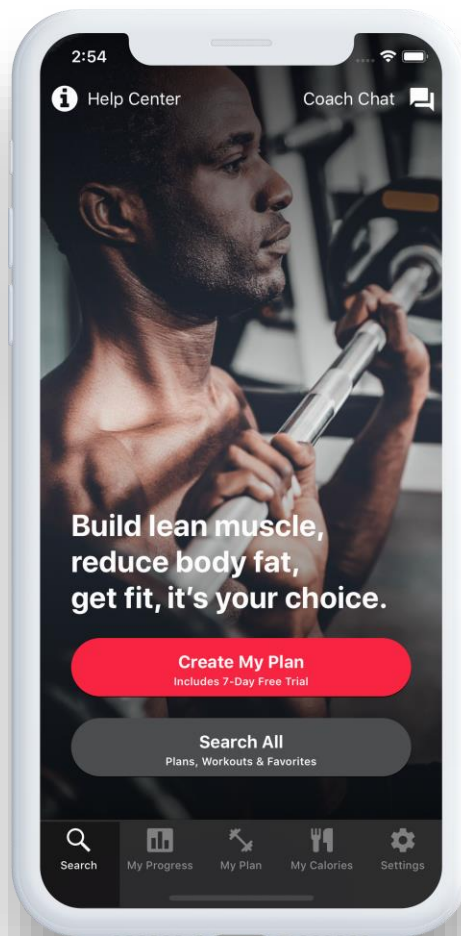 2:54
Help Center
Coach Chat
Build lean muscle,
reduce body fat,
get fit, it's your choice.
Create My Plan
Includes 7-Day Free Trial
Search All
Plans, Workouts & Favorites
Search
My Progress
My Plan
My Calories
Settings